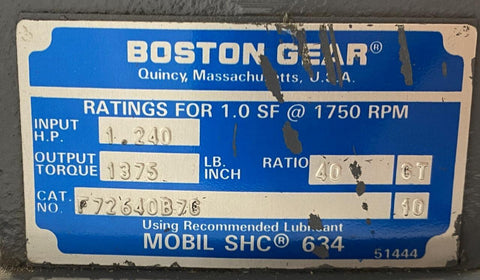 BOSTON GEAR®
Quincy, Massachusetts, U.S.A.
RATINGS FOR 1.0 SF @ 1750 RPM
INPUT H.P. 1.240
OUTPUT TORQUE 1375 LB. INCH RATIO 40 6T
CAT. NO. F72640B7G 10
Using Recommended Lubricant
MOBIL SHC® 634
51444